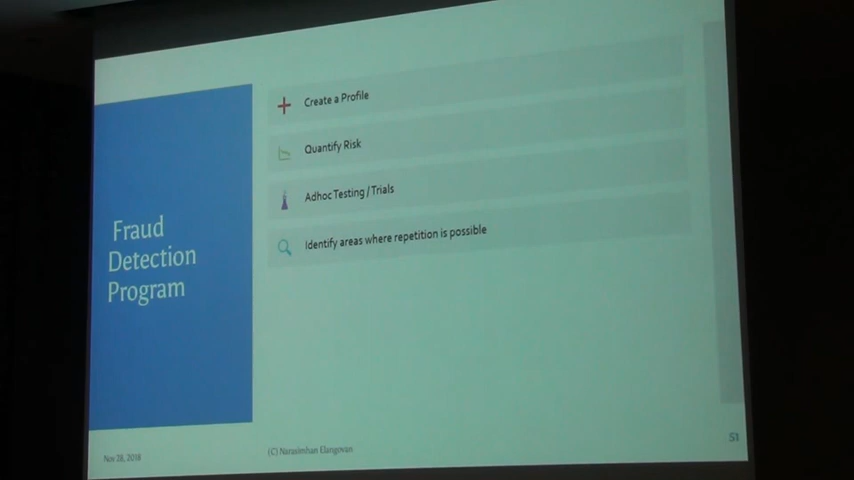 Fraud
Detection
Program
Create a Profile
Quantify Risk
Adhoc Testing / Trials
Identify areas where repetition is possible
Nov 28, 2018
(C) Narasimhan Elangovan
51